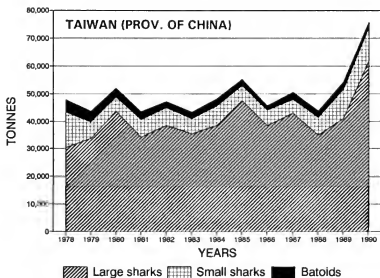 TAIWAN (PROV. OF CHINA)
80,000
70,000
60,000
50,000
40,000
30,000
20,000
10,000
0
TONNES
1978 1979 1980 1981 1982 1983 1984 1985 1986 1987 1988 1989 1990
YEARS
Large sharks Small sharks Batoids